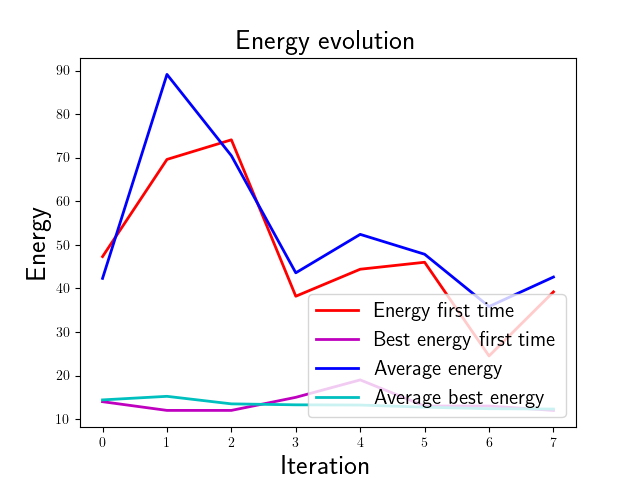 Energy evolution
90
80
70
60
50
40
30
20
10
Energy
Energy first time
Best energy first time
Average energy
Average best energy
0 1 2 3 4 5 6 7
Iteration